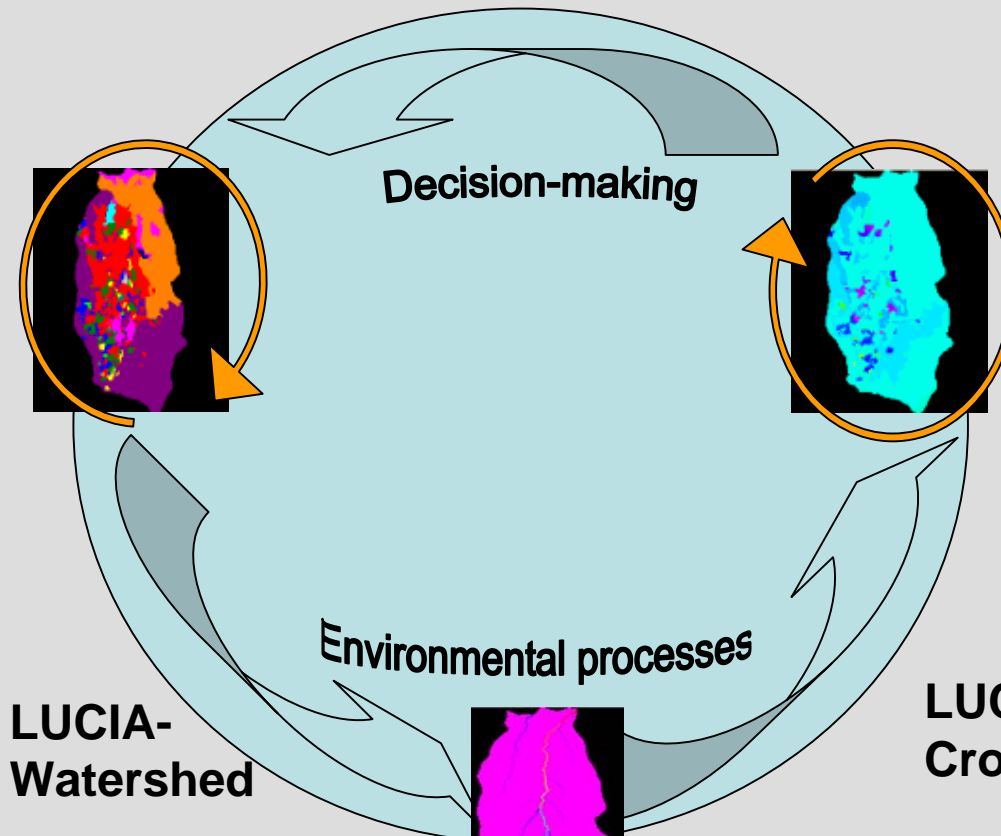 Decision-making
Environmental processes
LUCIA-
Watershed